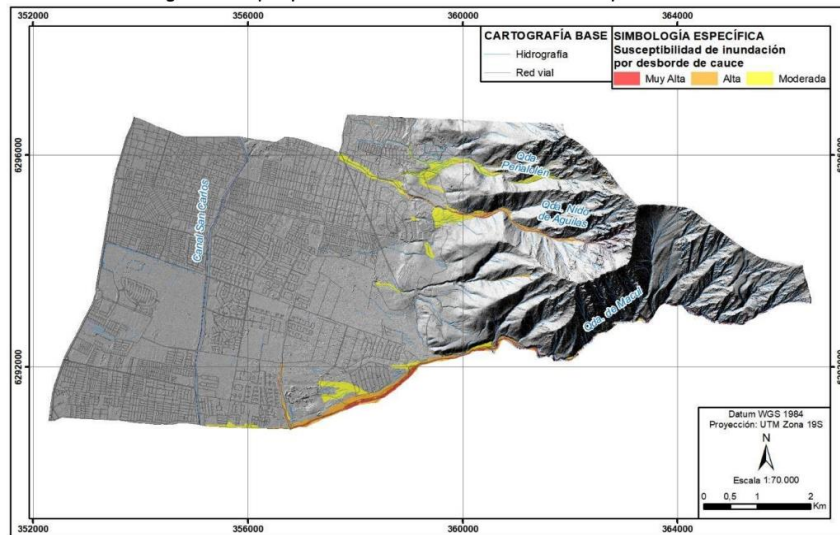 352000 356000 360000 364000
CARTOGRAFÍA BASE
Hidrografía
Red vial
SIMBOLOGÍA ESPECÍFICA
Susceptibilidad de inundación
por desborde de cauce
Muy Alta Alta Moderada
6296000
Qda.
Peñalolén
Qda. Nido
de Aguilas
Canal San Carlos
Qda. de Macul
6292000 6292000
Datum WGS 1984
Proyección: UTM Zona 19S
N
Escala 1:70.000
0 0,5 1 2
Km
352000 356000 360000 364000